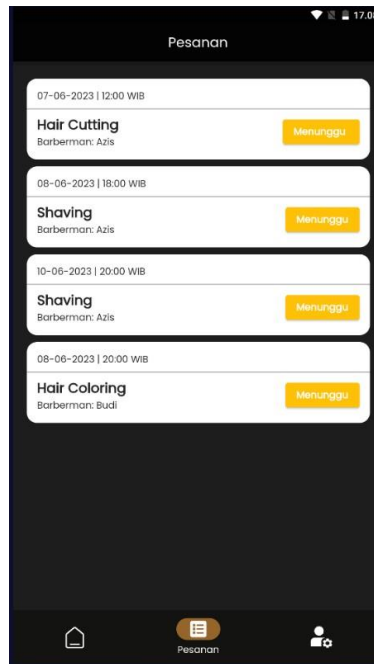 17.08
Pesanan
07-06-2023 | 12:00 WIB
Hair Cutting
Barberman: Azis
Menunggu
08-06-2023 | 18:00 WIB
Shaving
Barberman: Azis
Menunggu
10-06-2023 | 20:00 WIB
Shaving
Barberman: Azis
Menunggu
08-06-2023 | 20:00 WIB
Hair Coloring
Barberman: Budi
Menunggu
Pesanan